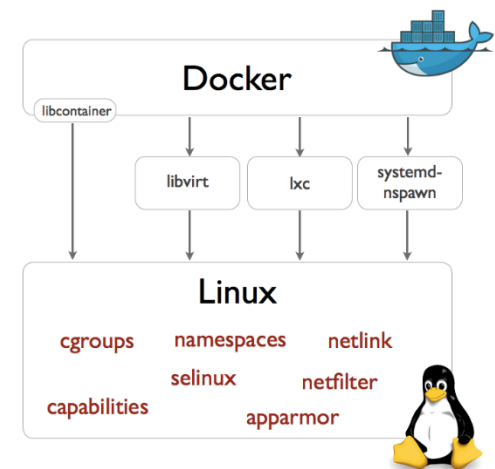 Docker
libcontainer
libvirt
lxc
systemd-
nspawn
Linux
cgroups
namespaces
netlink
selinux
netfilter
capabilities
apparmor